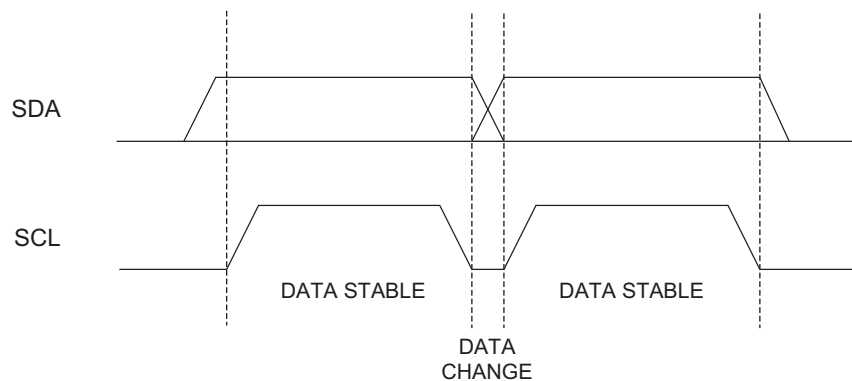 SDA
SCL
DATA STABLE
DATA STABLE
DATA
CHANGE